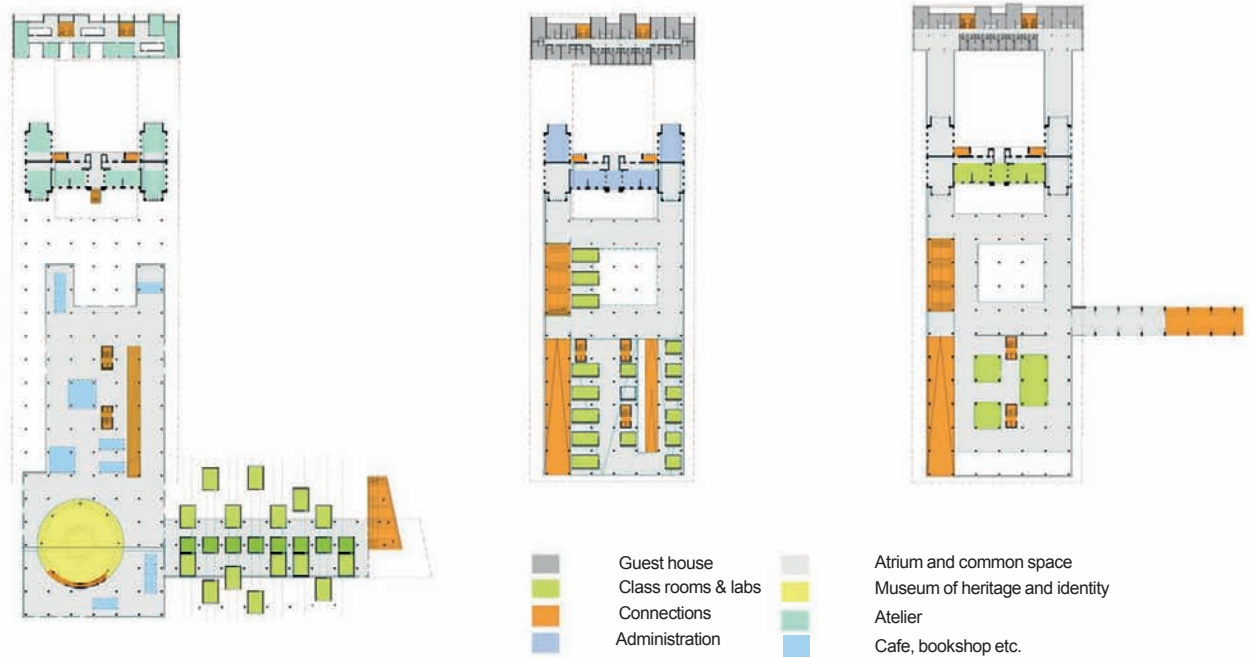 Guest house
Class rooms & labs
Connections
Administration
Atrium and common space
Museum of heritage and identity
Atelier
Cafe, bookshop etc.